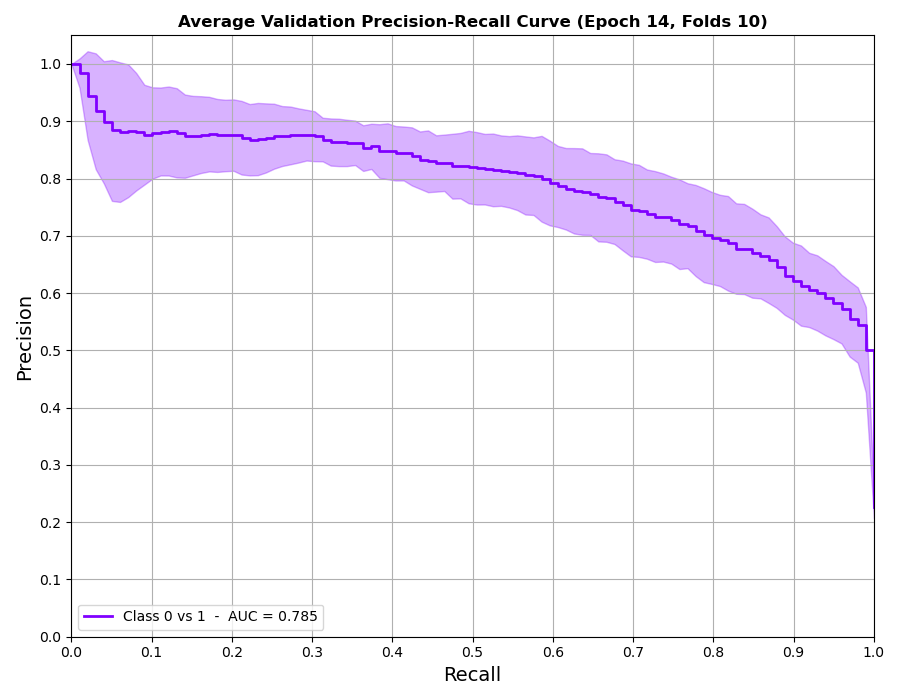 Average Validation Precision-Recall Curve (Epoch 14, Folds 10)
Precision
1.0
0.9
0.8
0.7
0.6
0.5
0.4
0.3
0.2
0.1
0.0
Class 0 vs 1 - AUC = 0.785
0.0 0.1 0.2 0.3 0.4 0.5 0.6 0.7 0.8 0.9 1.0
Recall